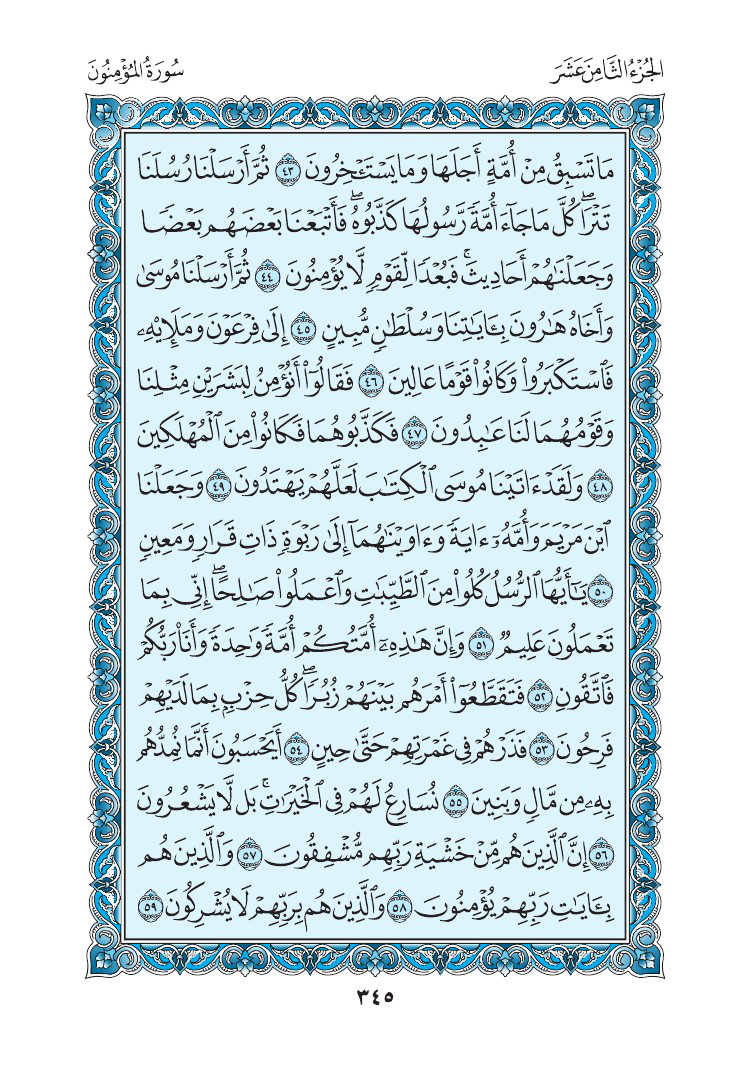 الجُزْءُ الثَّامِنَ عَشَرَ
سُورَةُ المُؤْمِنُونَ
مَا تَسْبِقُ مِنْ أُمَّةٍ أَجَلَهَا وَمَا يَسْتَـْٔخِرُونَ ٤٣ ثُمَّ أَرْسَلْنَا رُسُلَنَا
تَتْرَاۖ كُلَّ مَا جَآءَ أُمَّةً رَّسُولُهَا كَذَّبُوهُۖ فَأَتْبَعْنَا بَعْضَهُم بَعْضًا
وَجَعَلْنَٰهُمْ أَحَادِيثَۚ فَبُعْدًا لِّقَوْمٍ لَّا يُؤْمِنُونَ ٤٤ ثُمَّ أَرْسَلْنَا مُوسَىٰ
وَأَخَاهُ هَٰرُونَ بِـَٔايَٰتِنَا وَسُلْطَٰنٍ مُّبِينٍ ٤٥ إِلَىٰ فِرْعَوْنَ وَمَلَإِيْهِۦ
فَٱسْتَكْبَرُوا۟ وَكَانُوا۟ قَوْمًا عَالِينَ ٤٦ فَقَالُوٓا۟ أَنُؤْمِنُ لِبَشَرَيْنِ مِثْلِنَا
وَقَوْمُهُمَا لَنَا عَٰبِدُونَ ٤٧ فَكَذَّبُوهُمَا فَكَانُوا۟ مِنَ ٱلْمُهْلَكِينَ
٤٨ وَلَقَدْ ءَاتَيْنَا مُوسَى ٱلْكِتَٰبَ لَعَلَّهُمْ يَهْتَدُونَ ٤٩ وَجَعَلْنَا
ٱبْنَ مَرْيَمَ وَأُمَّهُۥٓ ءَايَةً وَءَاوَيْنَٰهُمَآ إِلَىٰ رَبْوَةٍ ذَاتِ قَرَارٍ وَمَعِينٍ
٥٠ يَٰٓأَيُّهَا ٱلرُّسُلُ كُلُوا۟ مِنَ ٱلطَّيِّبَٰتِ وَٱعْمَلُوا۟ صَٰلِحًاۖ إِنِّى بِمَا
تَعْمَلُونَ عَلِيمٌ ٥١ وَإِنَّ هَٰذِهِۦٓ أُمَّتُكُمْ أُمَّةً وَٰحِدَةً وَأَنَا۠ رَبُّكُمْ
فَٱتَّقُونِ ٥٢ فَتَقَطَّعُوٓا۟ أَمْرَهُم بَيْنَهُمْ زُبُرًاۖ كُلُّ حِزْبٍۭ بِمَا لَدَيْهِمْ
فَرِحُونَ ٥٣ فَذَرْهُمْ فِى غَمْرَتِهِمْ حَتَّىٰ حِينٍ ٥٤ أَيَحْسَبُونَ أَنَّمَا نُمِدُّهُم
بِهِۦ مِن مَّالٍ وَبَنِينَ ٥٥ نُسَارِعُ لَهُمْ فِى ٱلْخَيْرَٰتِۚ بَل لَّا يَشْعُرُونَ
٥٦ إِنَّ ٱلَّذِينَ هُم مِّنْ خَشْيَةِ رَبِّهِم مُّشْفِقُونَ ٥٧ وَٱلَّذِينَ هُم
بِـَٔايَٰتِ رَبِّهِمْ يُؤْمِنُونَ ٥٨ وَٱلَّذِينَ هُم بِرَبِّهِمْ لَا يُشْرِكُونَ ٥٩
٣٤٥